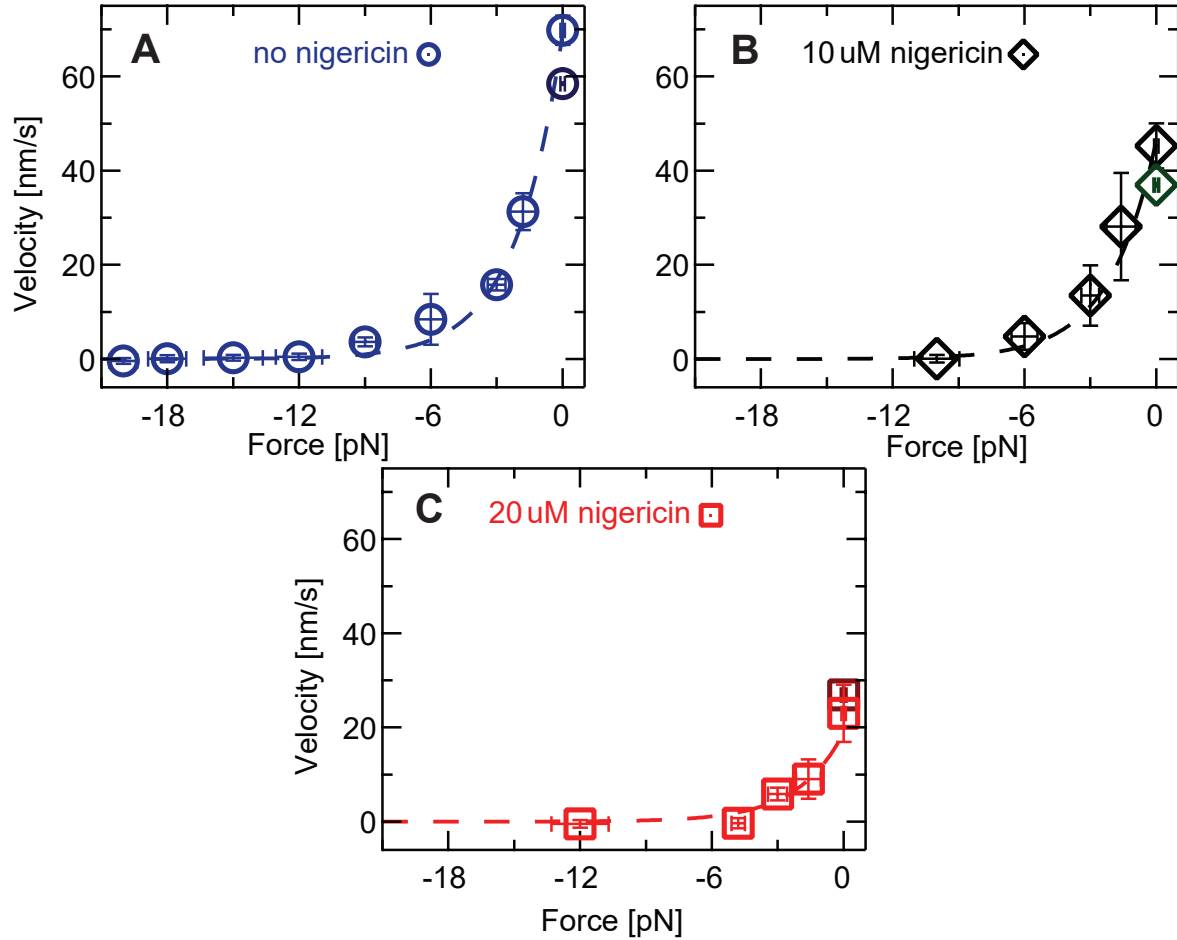 A
no nigericin
Velocity [nm/s]
60
40
20
0
-18
-12
-6
0
Force [pN]
B
10 uM nigericin
60
40
20
0
-18
-12
-6
0
Force [pN]
C
20 uM nigericin
Velocity [nm/s]
60
40
20
0
-18
-12
-6
0
Force [pN]